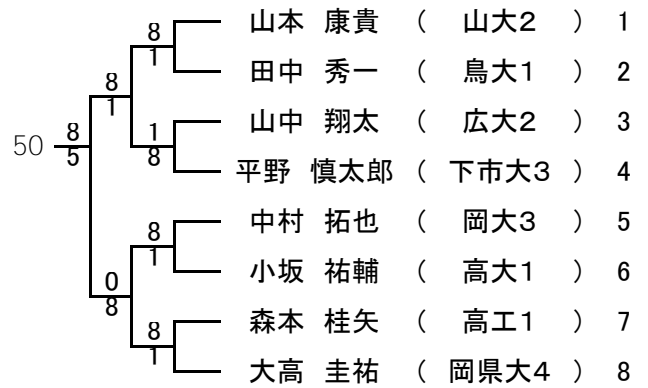 8 山本 康貴 ( 山大2 ) 1
1
8 田中 秀一 ( 鳥大1 ) 2
1
1 山中 翔太 ( 広大2 ) 3
50 8
5
8 平野 慎太郎 ( 下市大3 ) 4
8 中村 拓也 ( 岡大3 ) 5
1
小坂 祐輔 ( 高大1 ) 6
0
8
8 森本 桂矢 ( 高工1 ) 7
1
大高 圭祐 ( 岡県大4 ) 8